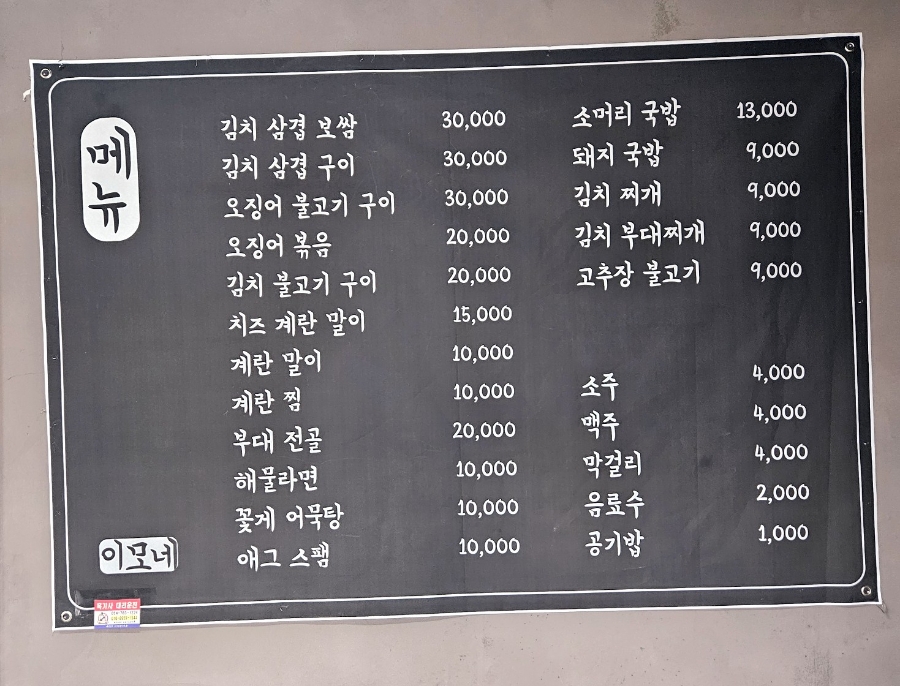 메뉴
김치 삼겹 보쌈 30,000
김치 삼겹 구이 30,000
오징어 불고기 구이 30,000
오징어 볶음 20,000
김치 불고기 구이 20,000
치즈 계란 말이 15,000
계란 말이 10,000
계란 찜 10,000
부대 전골 20,000
해물라면 10,000
꽃게 어묵탕 10,000
애그 스팸 10,000
소머리 국밥 13,000
돼지 국밥 9,000
김치 찌개 9,000
김치 부대찌개 9,000
고추장 불고기 9,000
소주 4,000
맥주 4,000
막걸리 4,000
음료수 2,000
공기밥 1,000
이모네
대리운전